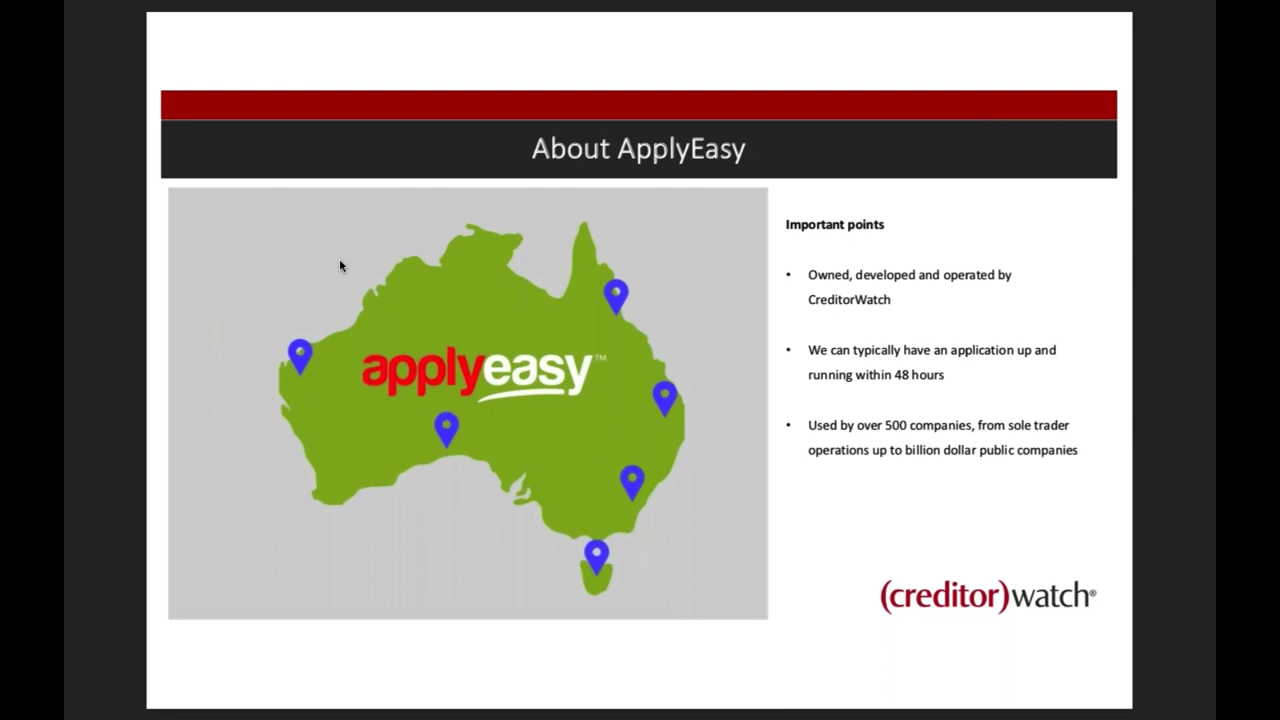 About ApplyEasy
applyeasy™
Important points
• Owned, developed and operated by
CreditorWatch
• We can typically have an application up and
running within 48 hours
• Used by over 500 companies, from sole trader
operations up to billion dollar public companies
(creditor)watch®